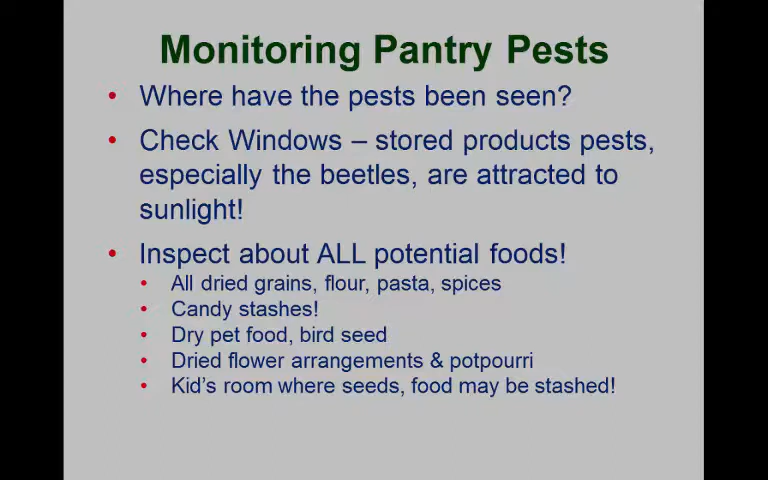 Monitoring Pantry Pests
• Where have the pests been seen?
• Check Windows – stored products pests,
especially the beetles, are attracted to
sunlight!
• Inspect about ALL potential foods!
• All dried grains, flour, pasta, spices
• Candy stashes!
• Dry pet food, bird seed
• Dried flower arrangements & potpourri
• Kid's room where seeds, food may be stashed!